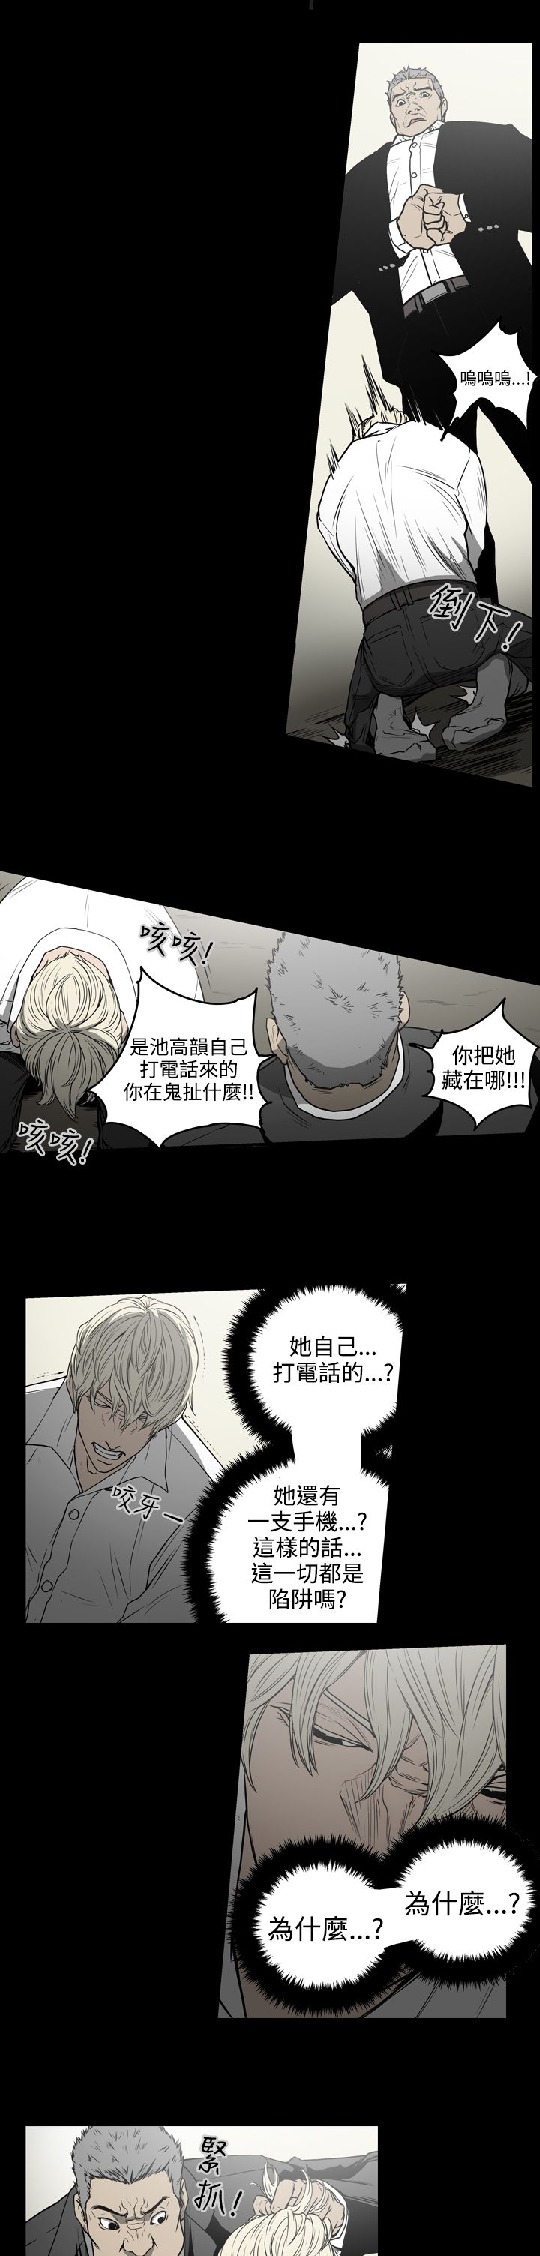 嗚嗚嗚...!
倒下!
咳咳!
是池高韻自己
打電話來的
你在鬼扯什麼!!
你把她
藏在哪!!!
咳咳!
她自己...
打電話的...?
咬牙—
她還有
一支手機...?
這樣的話...
這一切都是
陷阱嗎?
為什麼...?
為什麼...?
緊
抓!